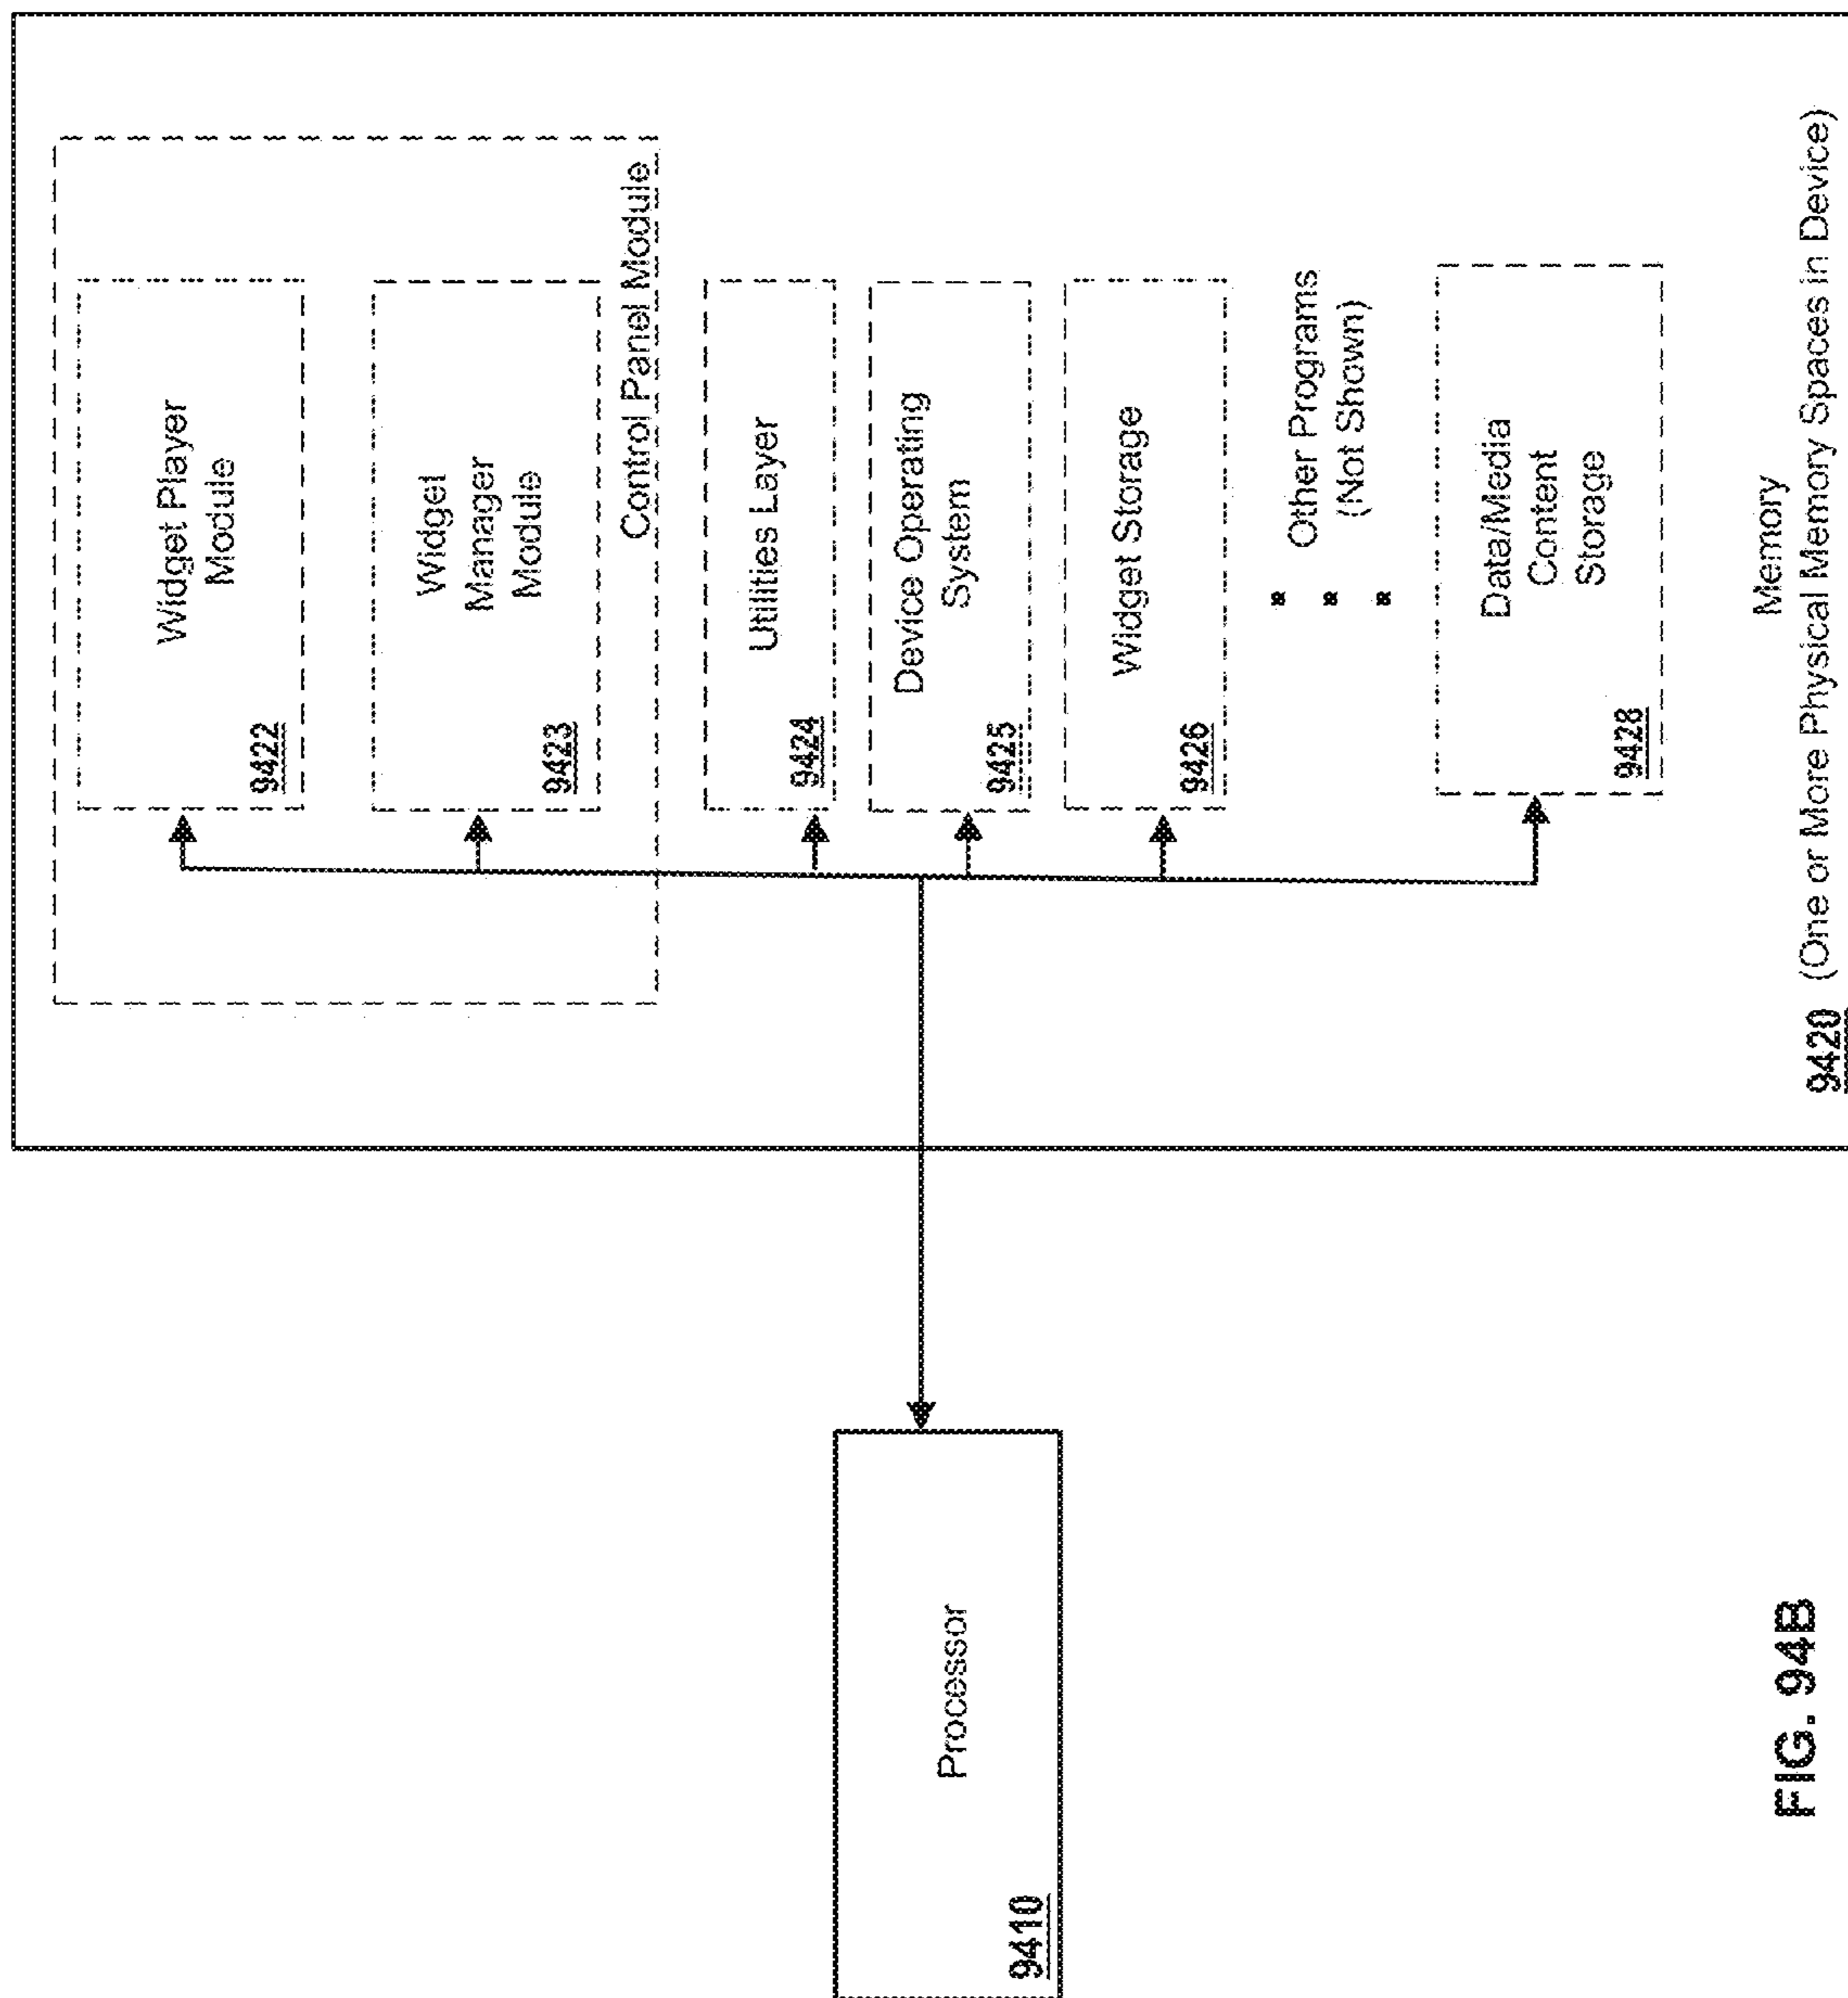 Widget Player
Module
9422
Widget
Manager
Module
9423
Control Panel Module
Utilities Layer
9424
Device Operating
System
9425
Widget Storage
9426
Other Programs
(Not Shown)
Data/Media
Content
Storage
9428
Memory
9420 (One or More Physical Memory Spaces in Device)
Processor
9410
FIG. 94B